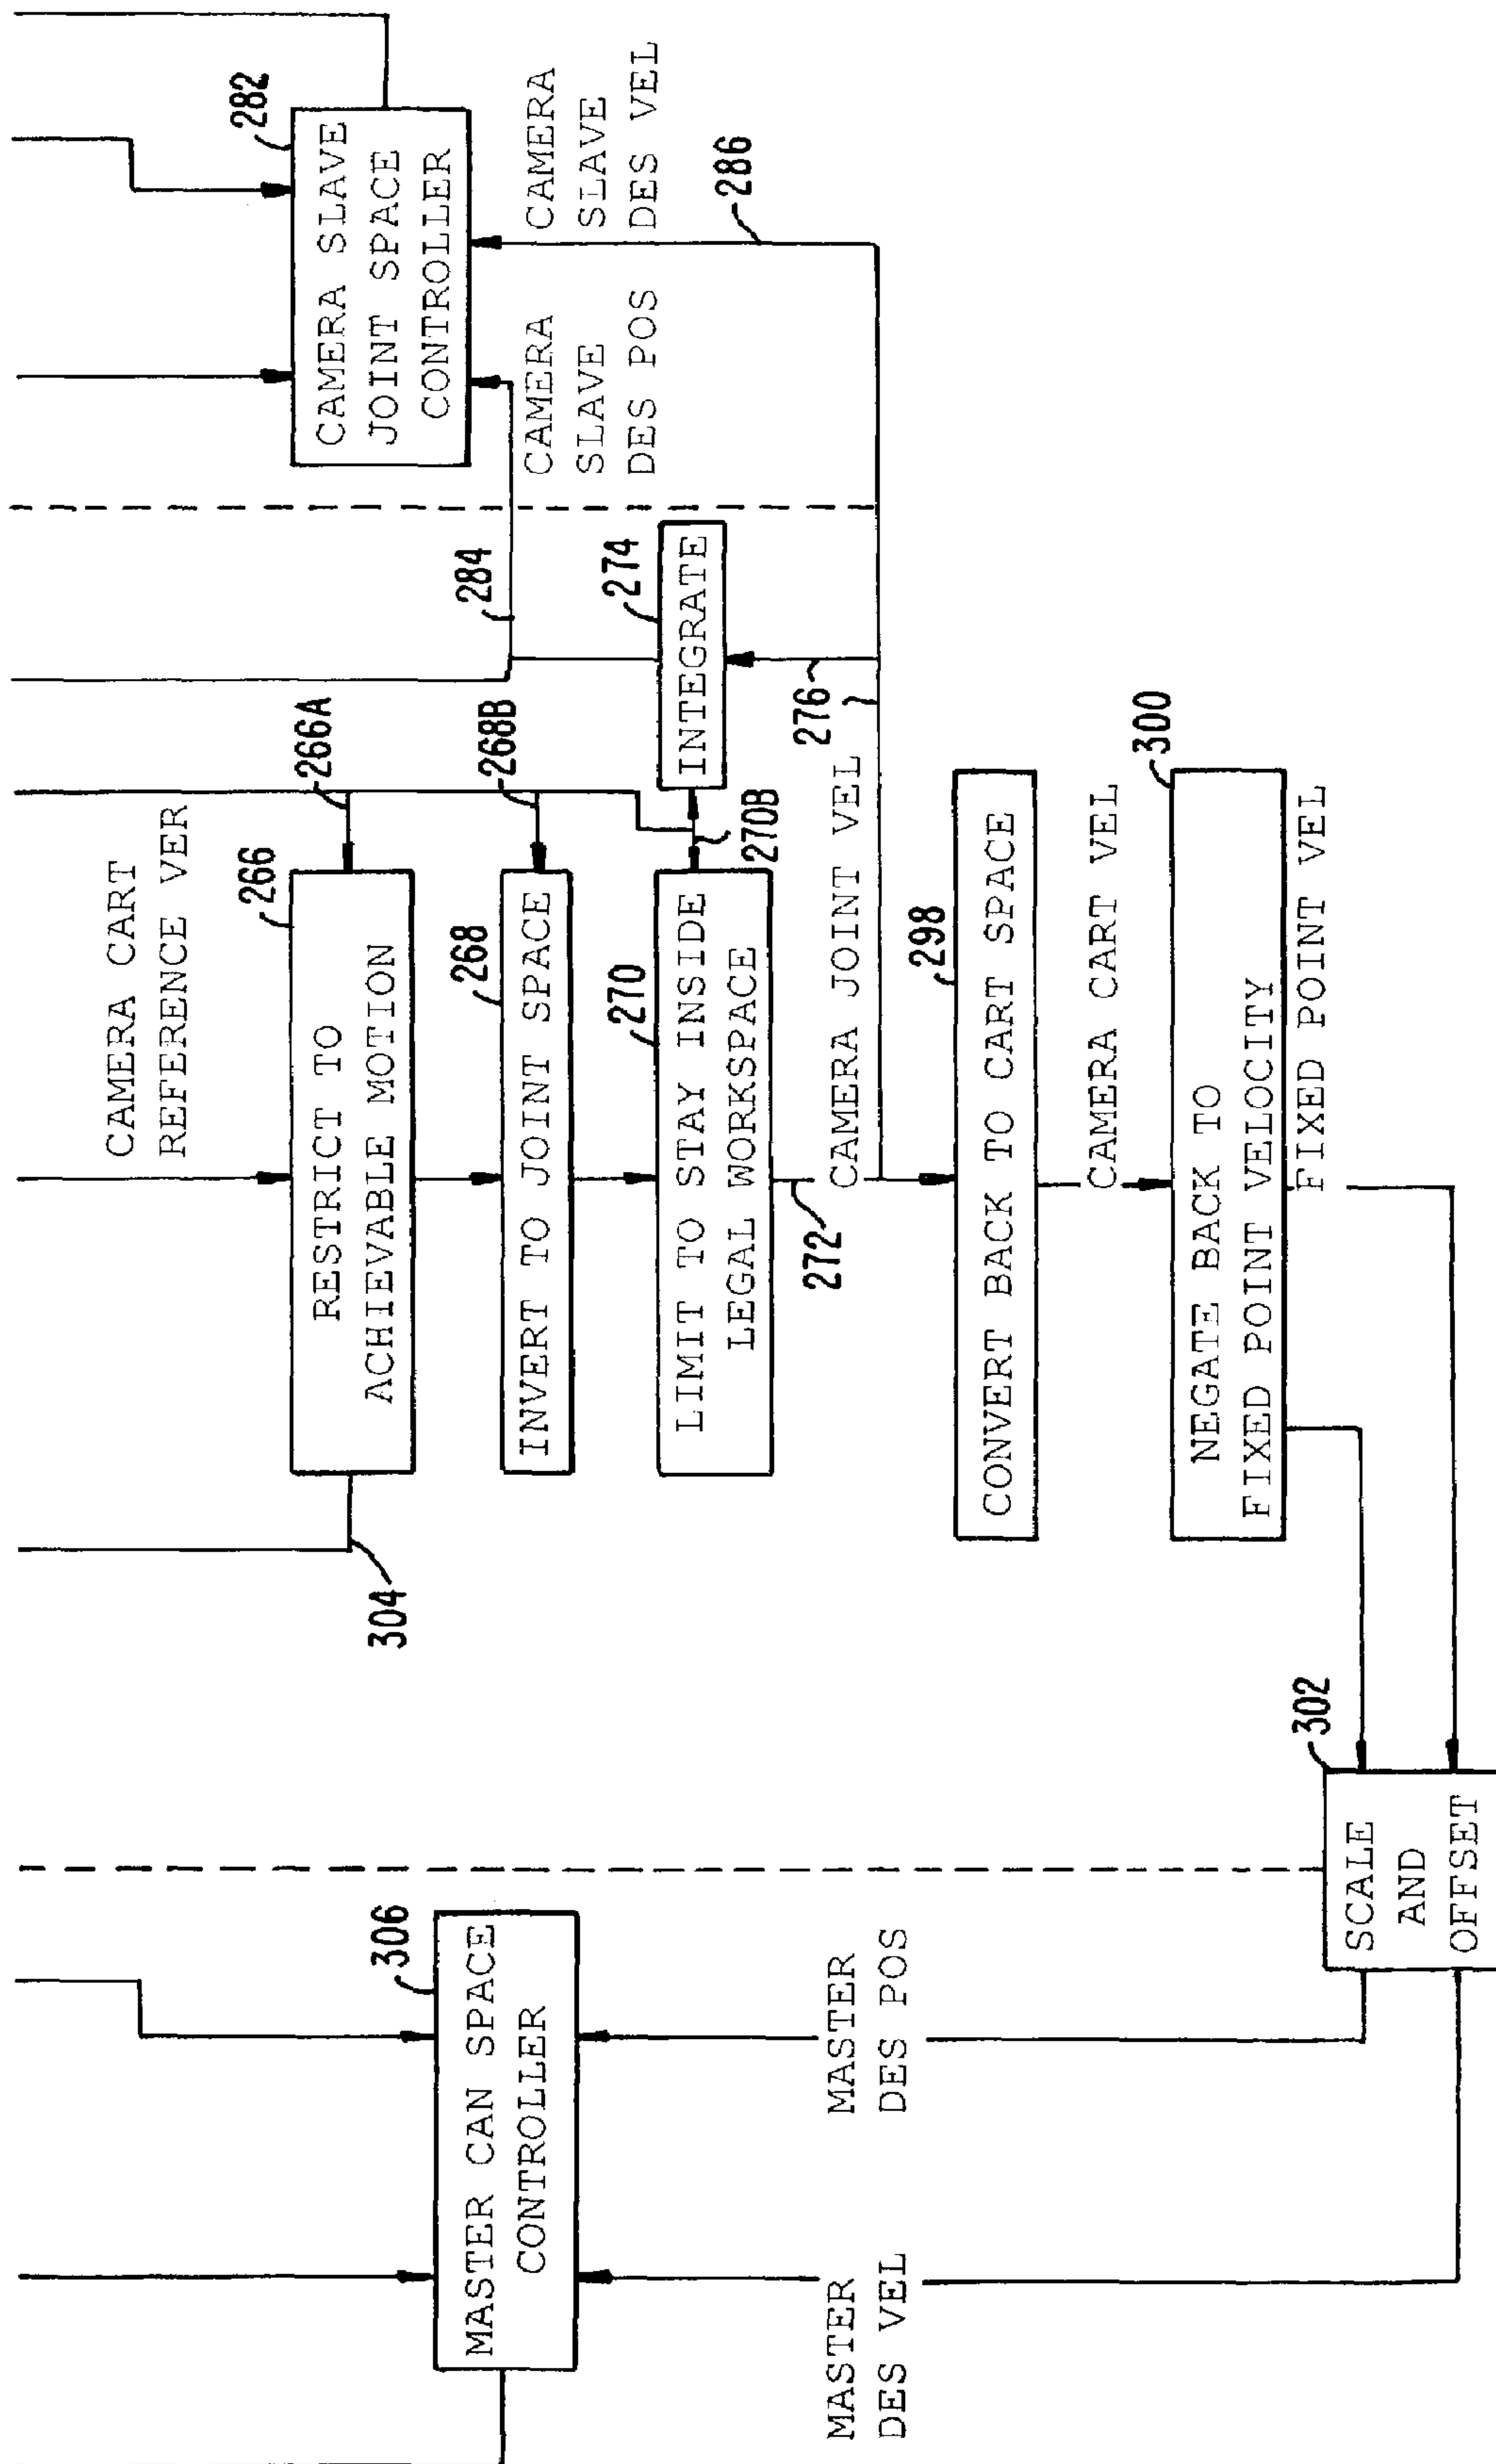 282
CAMERA SLAVE
JOINT SPACE
CONTROLLER
CAMERA
SLAVE
DES POS
CAMERA
SLAVE
DES VEL
286
284
274
INTEGRATE
276
CAMERA CART
REFERENCE VER
266A
266
RESTRICT TO
ACHIEVABLE MOTION
304
268B
268
INVERT TO JOINT SPACE
270B
270
LIMIT TO STAY INSIDE
LEGAL WORKSPACE
272
CAMERA JOINT VEL
298
CONVERT BACK TO CART SPACE
CAMERA CART VEL
300
NEGATE BACK TO
FIXED POINT VELOCITY
FIXED POINT VEL
302
SCALE
AND
OFFSET
306
MASTER CAN SPACE
CONTROLLER
MASTER
DES VEL
MASTER
DES POS